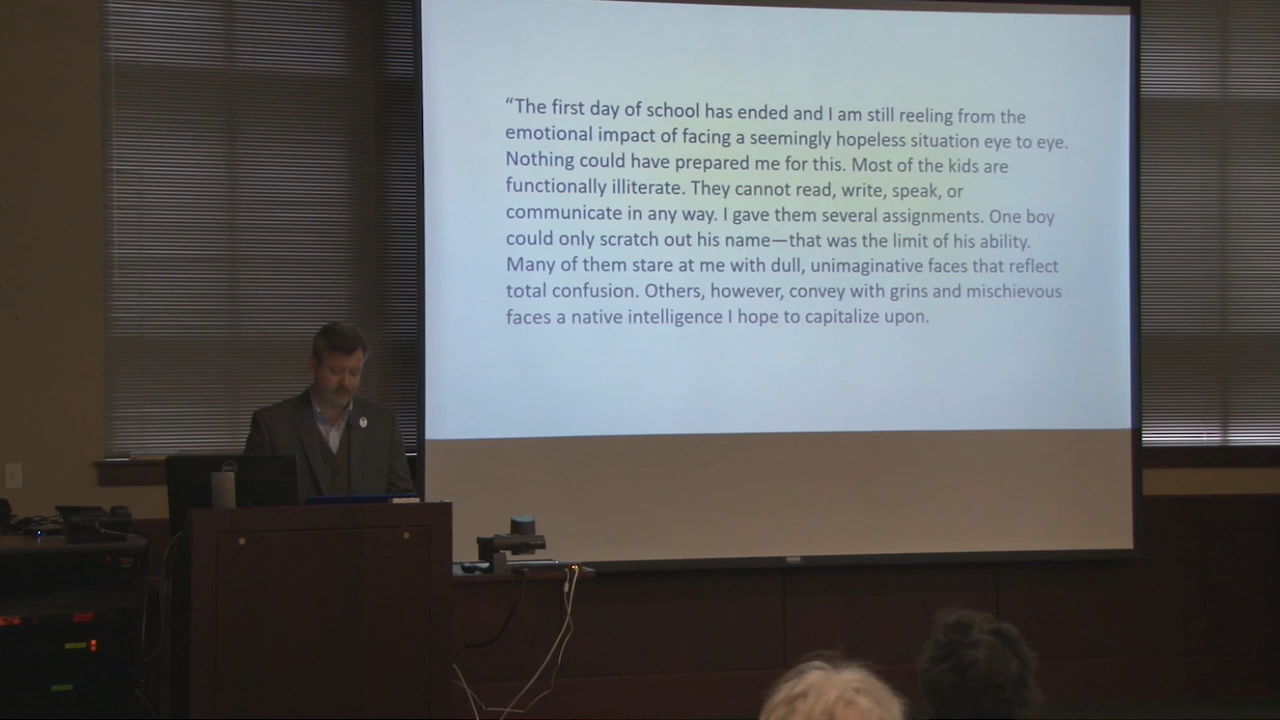 “The first day of school has ended and I am still reeling from the
emotional impact of facing a seemingly hopeless situation eye to eye.
Nothing could have prepared me for this. Most of the kids are
functionally illiterate. They cannot read, write, speak, or
communicate in any way. I gave them several assignments. One boy
could only scratch out his name—that was the limit of his ability.
Many of them stare at me with dull, unimaginative faces that reflect
total confusion. Others, however, convey with grins and mischievous
faces a native intelligence I hope to capitalize upon.